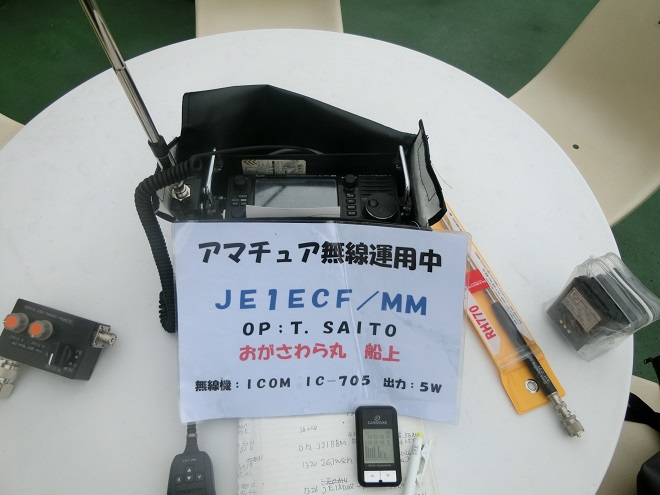 アマチュア無線運用中
JE1ECF/MM
OP:T. SAITO
おがさわら丸 船上
無線機:ICOM IC-705 出力:5W
RH770